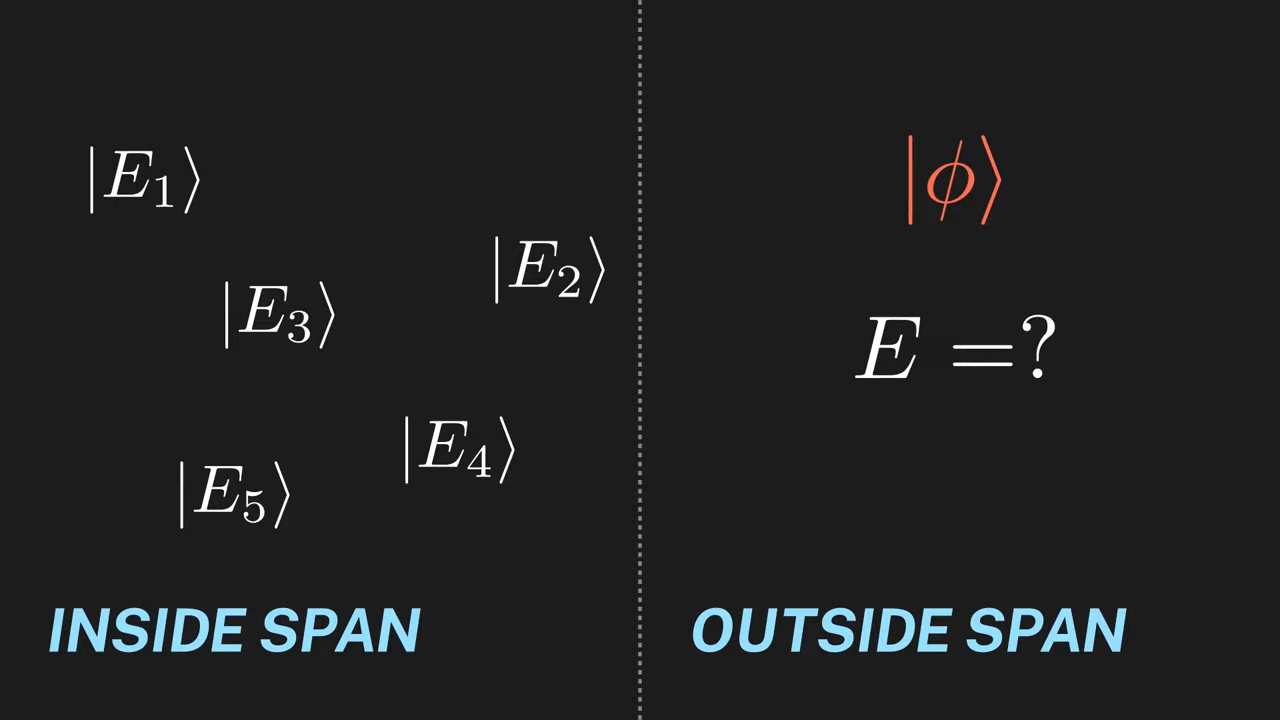 |E₁⟩
|E₂⟩
|E₃⟩
|E₄⟩
|E₅⟩
INSIDE SPAN
|ϕ⟩
E =?
OUTSIDE SPAN